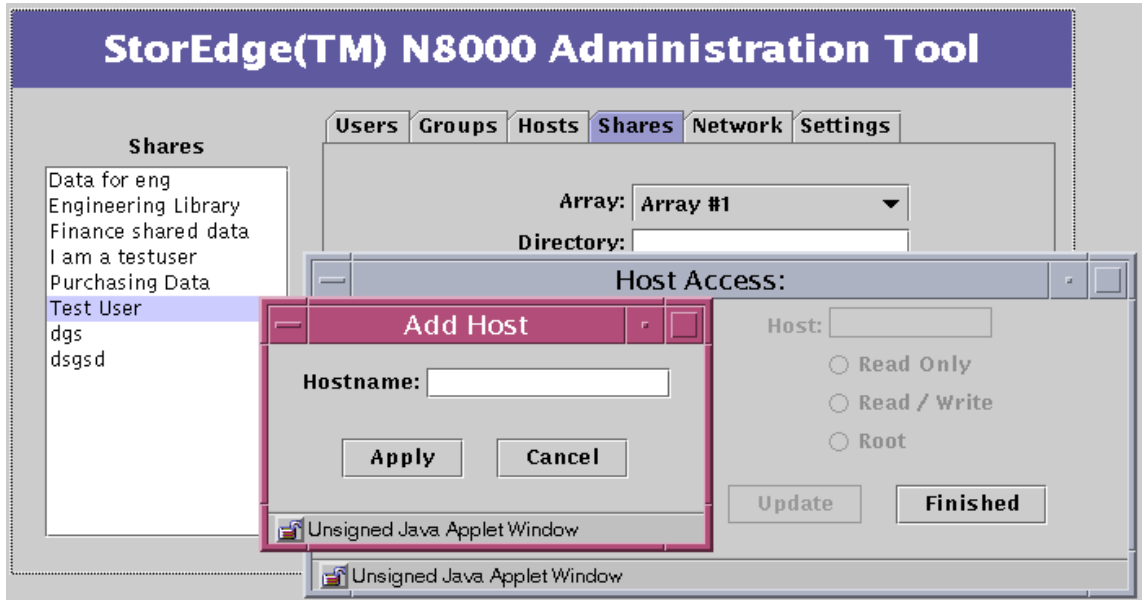 StorEdge(TM) N8000 Administration Tool
Users Groups Hosts Shares Network Settings
Shares
Data for eng
Engineering Library
Finance shared data
I am a testuser
Purchasing Data
Test User
dgs
dsgsd
Array: Array #1
Directory:
Host Access:
Host:
Read Only
Read / Write
Root
Update Finished
Unsigned Java Applet Window
Add Host
Hostname:
Apply Cancel
Unsigned Java Applet Window